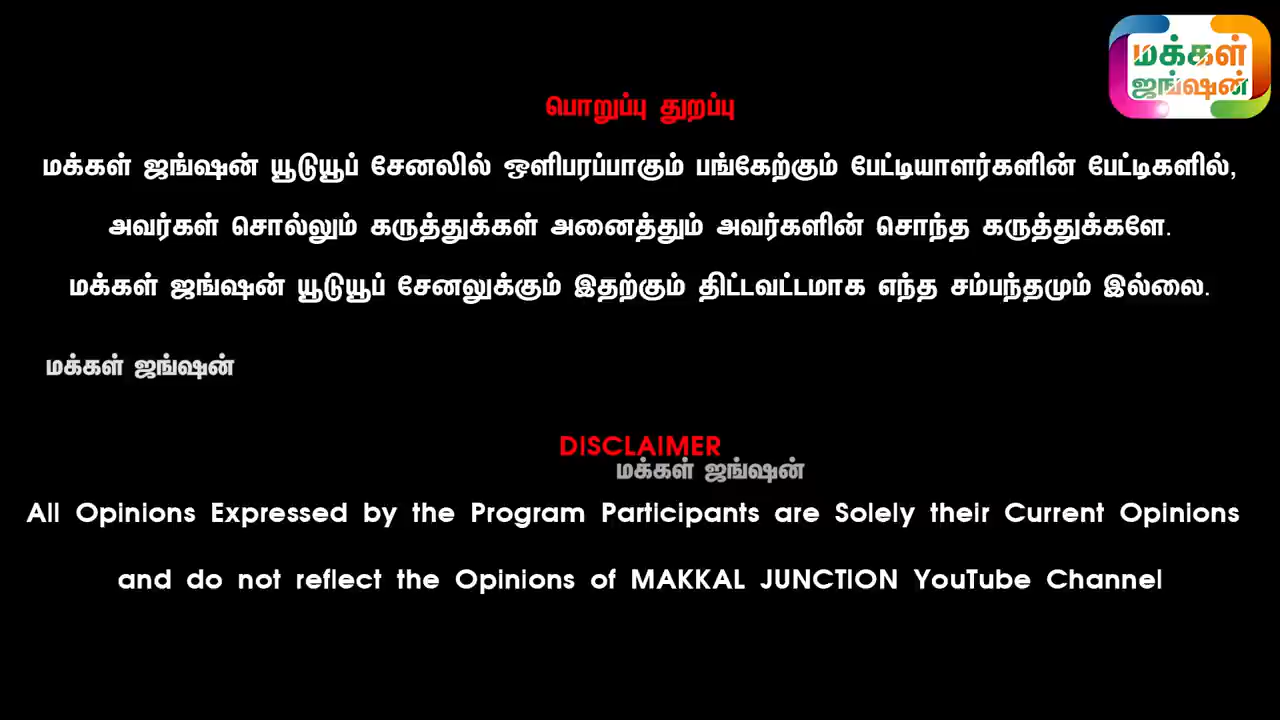 மக்கள்
ஜங்ஷன்
பொறுப்பு துறப்பு
மக்கள் ஜங்ஷன் யூடுயூப் சேனலில் ஒளிபரப்பாகும் பங்கேற்கும் பேட்டியாளர்களின் பேட்டிகளில்,
அவர்கள் சொல்லும் கருத்துக்கள் அனைத்தும் அவர்களின் சொந்த கருத்துக்களே.
மக்கள் ஜங்ஷன் யூடுயூப் சேனலுக்கும் இதற்கும் திட்டவட்டமாக எந்த சம்பந்தமும் இல்லை.
மக்கள் ஜங்ஷன்
DISCLAIMER
மக்கள் ஜங்ஷன்
All Opinions Expressed by the Program Participants are Solely their Current Opinions
and do not reflect the Opinions of MAKKAL JUNCTION YouTube Channel